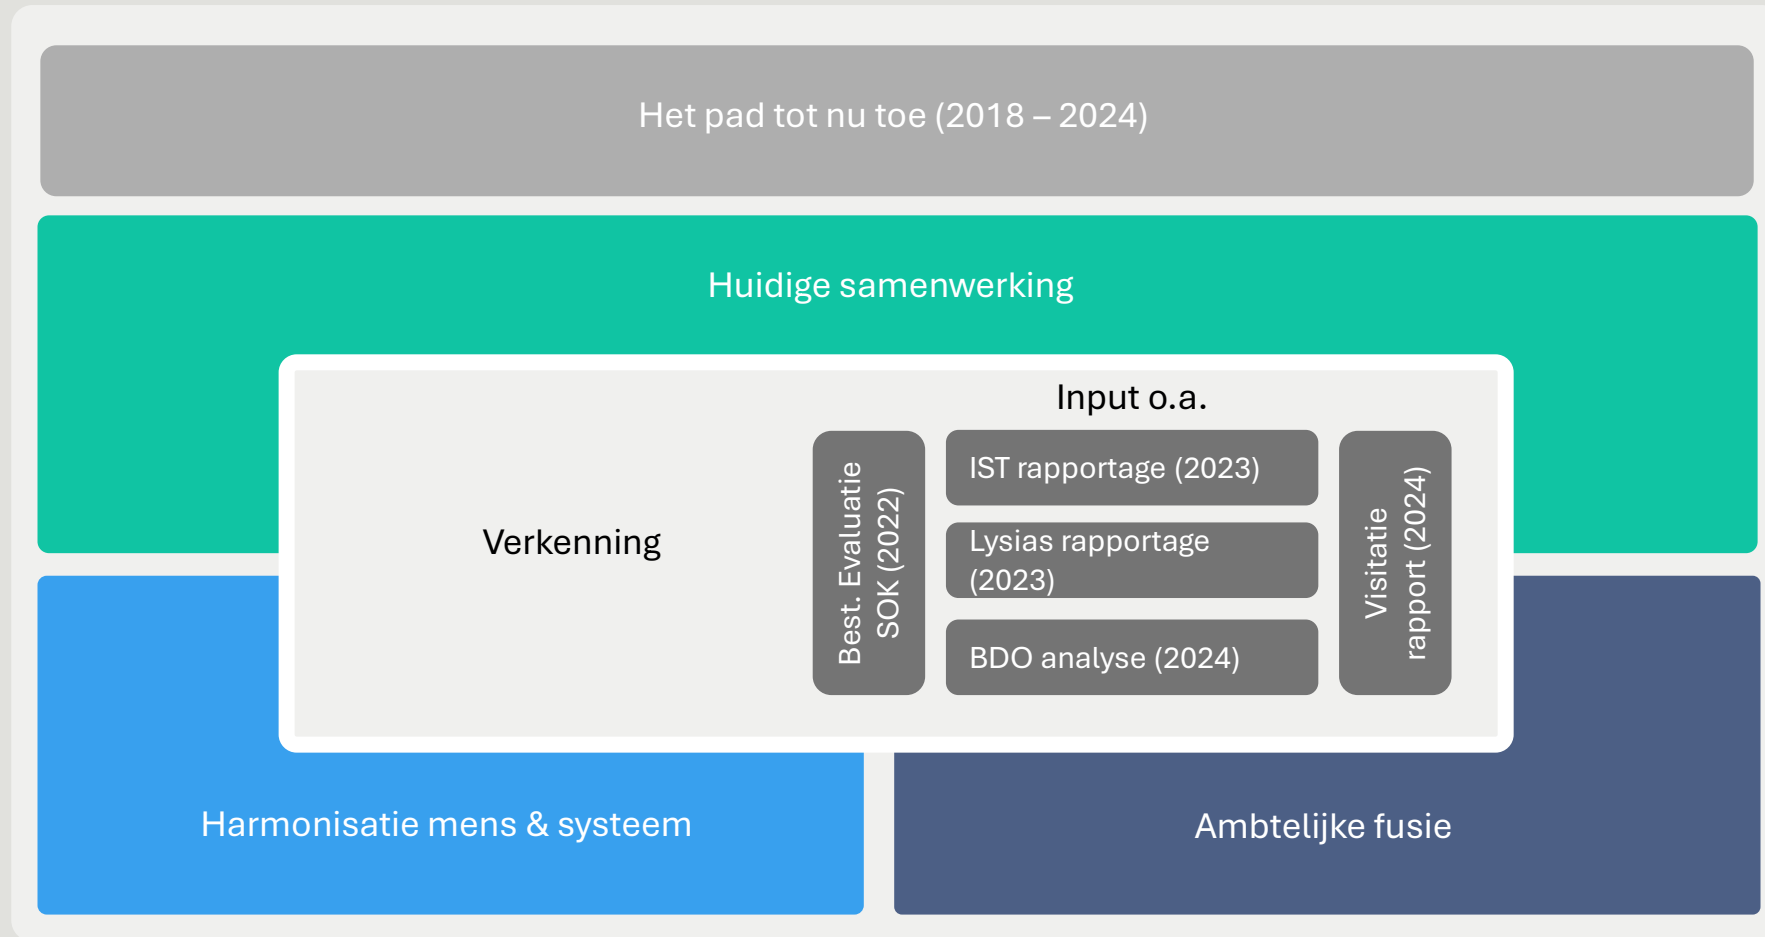 Het pad tot nu toe (2018 – 2024)
Huidige samenwerking
Verkenning
Input o.a.
Best. Evaluatie
SOK (2022)
IST rapportage (2023)
Lysias rapportage
(2023)
BDO analyse (2024)
Visitatie
rapport (2024)
Harmonisatie mens & systeem
Ambtelijke fusie